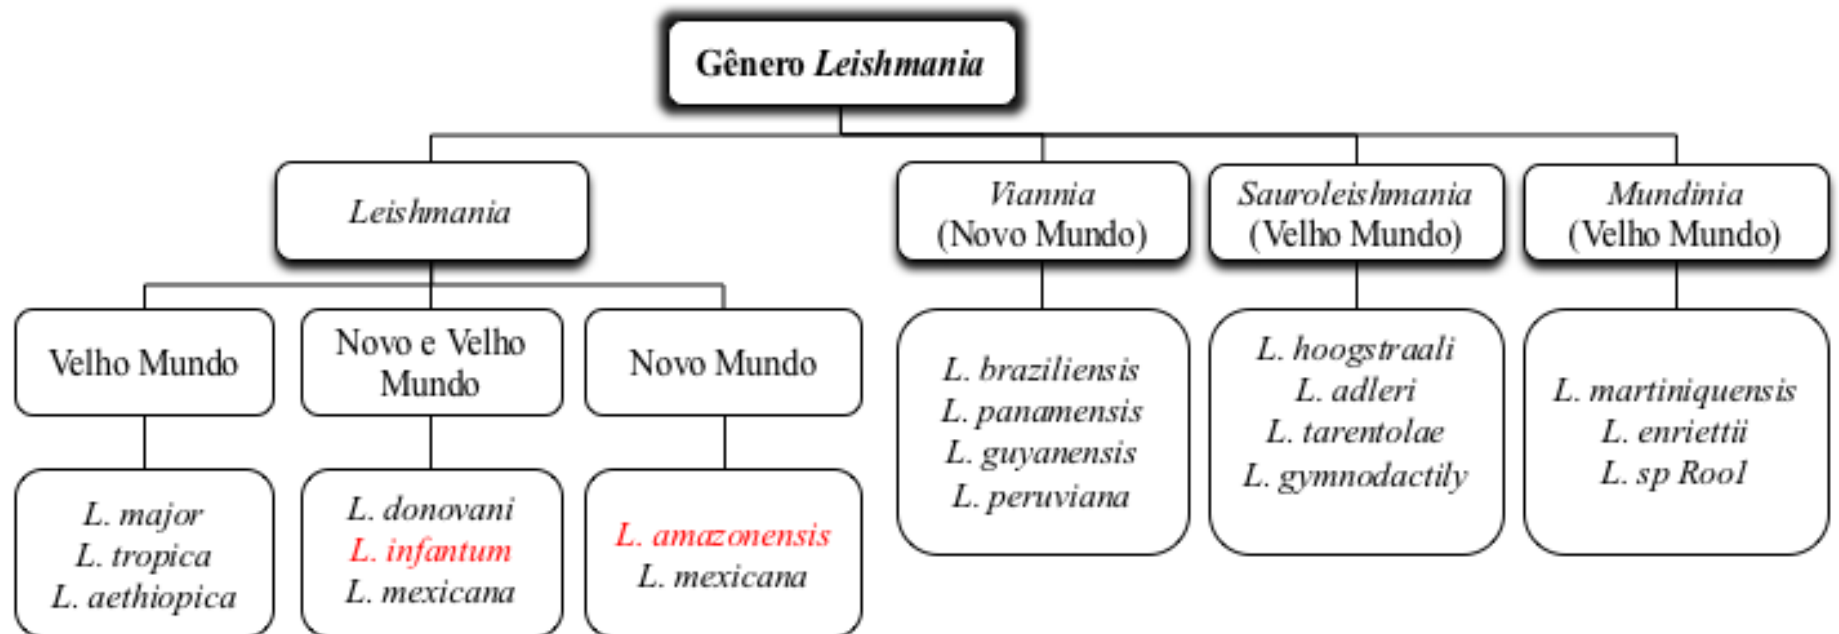 Gênero Leishmania
Leishmania
Viannia
(Novo Mundo)
Sauroleishmania
(Velho Mundo)
Mundinia
(Velho Mundo)
Velho Mundo
Novo e Velho
Mundo
Novo Mundo
L. major
L. tropica
L. aethiopica
L. donovani
L. infantum
L. mexicana
L. amazonensis
L. mexicana
L. braziliensis
L. panamensis
L. guyanensis
L. peruviana
L. hoogstraali
L. adleri
L. tarentolae
L. gymnodactily
L. martiniquensis
L. enriettii
L. sp Rool